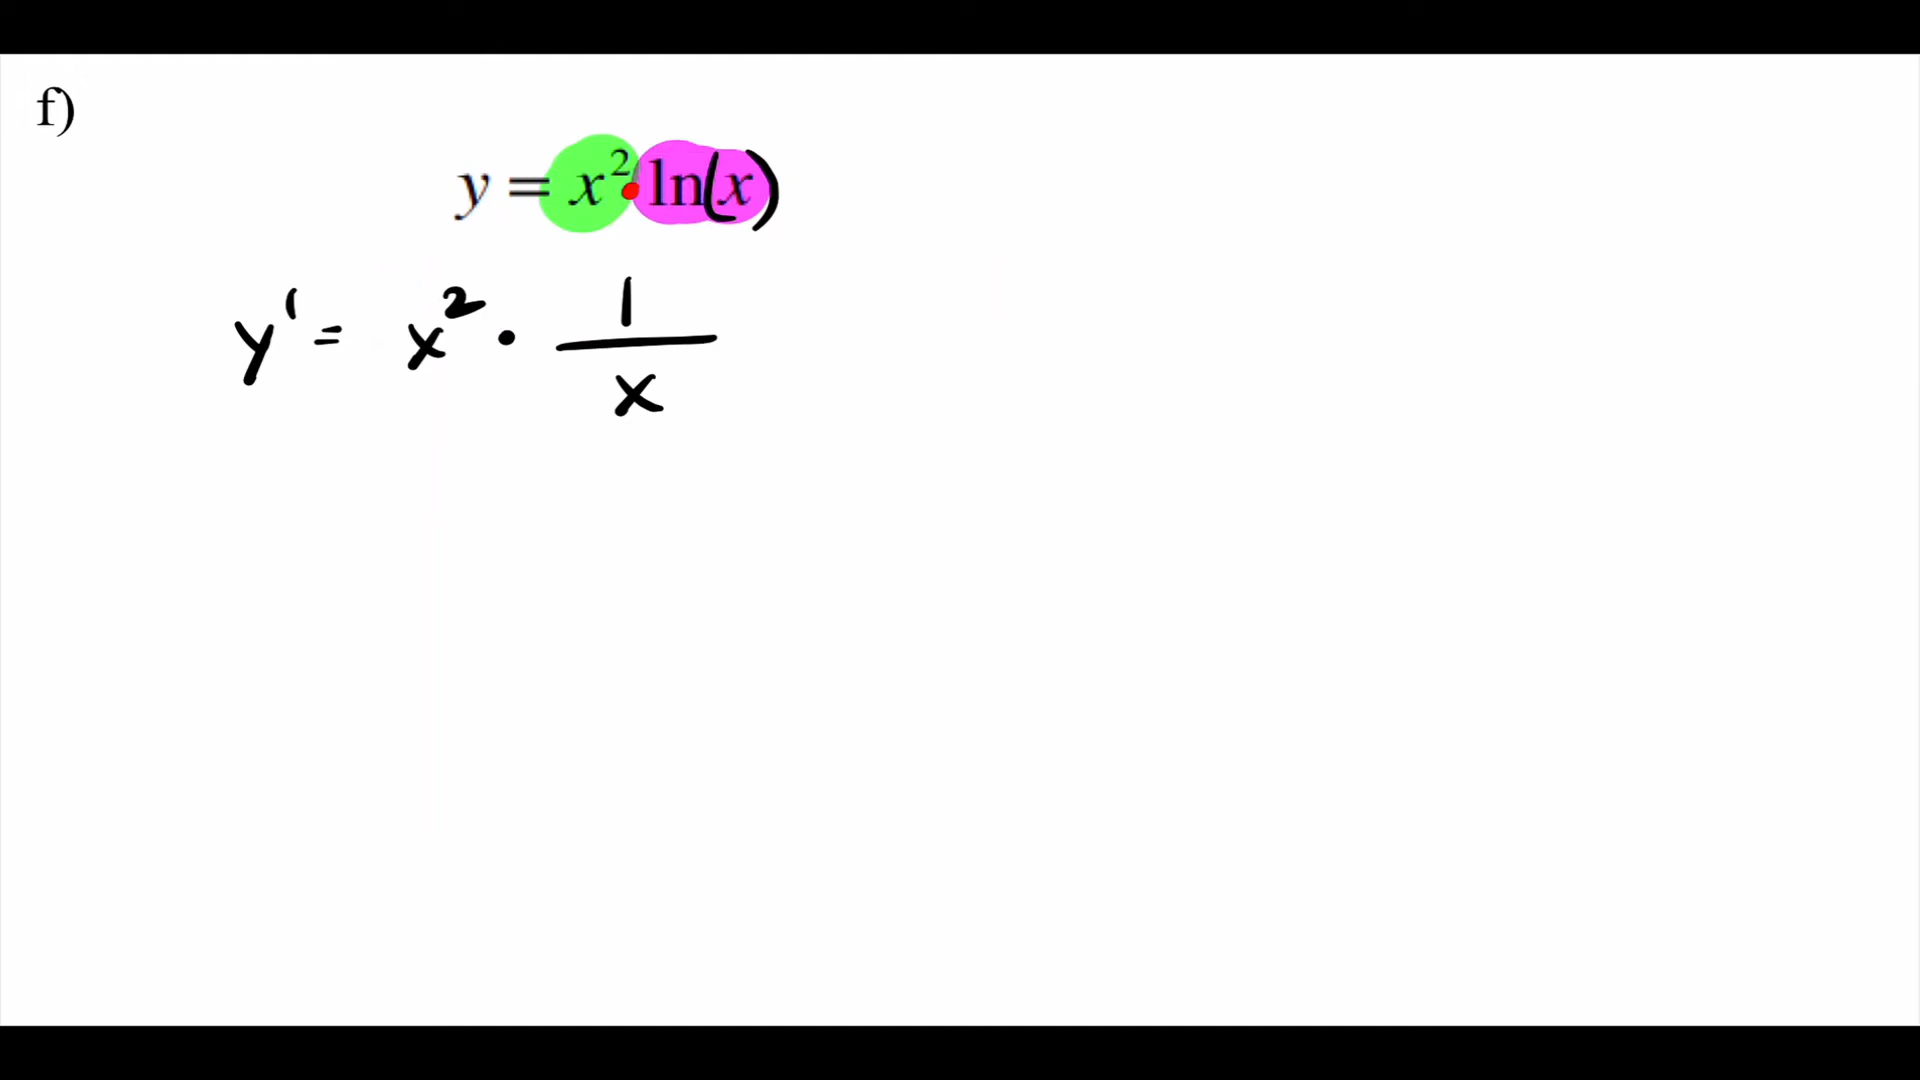 f)
y = x² · ln(x)
y' = x² · 1/x